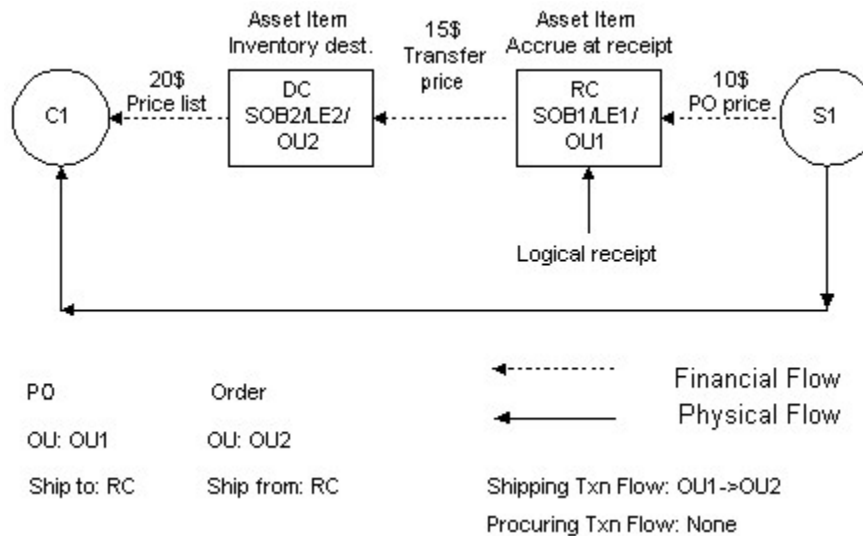 Asset Item
Inventory dest.
15$
Transfer
price
Asset Item
Accrue at receipt
20$
Price list
10$
PO price
C1
DC
SOB2/LE2/
OU2
RC
SOB1/LE1/
OU1
S1
Logical receipt
PO
Order
OU: OU1
OU: OU2
Ship to: RC
Ship from: RC
Financial Flow
Physical Flow
Shipping Txn Flow: OU1->OU2
Procuring Txn Flow: None